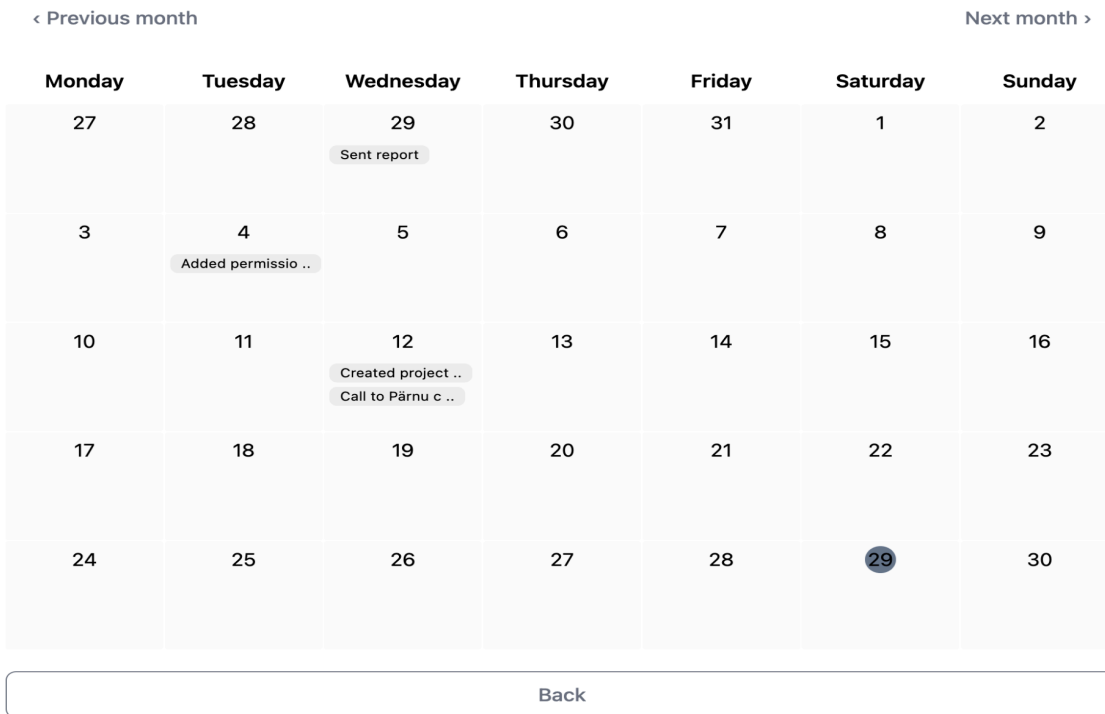 ‹ Previous month Next month ›
Monday Tuesday Wednesday Thursday Friday Saturday Sunday
27 28 29 30 31 1 2
Sent report
3 4 5 6 7 8 9
Added permissio ..
10 11 12 13 14 15 16
Created project ..
Call to Pärnu c ..
17 18 19 20 21 22 23
24 25 26 27 28 29 30
Back